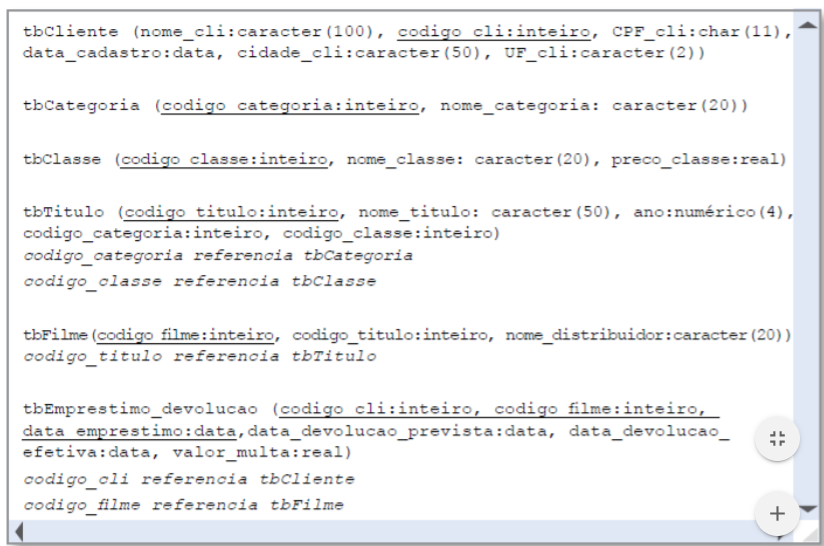 tbCliente (nome_cli:caracter(100), codigo_cli:inteiro, CPF_cli:char(11),
data_cadastro:data, cidade_cli:caracter(50), UF_cli:caracter(2))
tbCategoria (codigo_categoria:inteiro, nome_categoria: caracter(20))
tbClasse (codigo_classe:inteiro, nome_classe: caracter(20), preco_classe:real)
tbTitulo (codigo_titulo:inteiro, nome_titulo: caracter(50), ano:numérico(4),
codigo_categoria:inteiro, codigo_classe:inteiro)
codigo_categoria referencia tbCategoria
codigo_classe referencia tbClasse
tbFilme(codigo_filme:inteiro, codigo_titulo:inteiro, nome_distribuidor:caracter(20))
codigo_titulo referencia tbTitulo
tbEmprestimo_devolucao (codigo_cli:inteiro, codigo_filme:inteiro,
data_emprestimo:data,data_devolucao_prevista:data, data_devolucao_
efetiva:data, valor_multa:real)
codigo_cli referencia tbCliente
codigo_filme referencia tbFilme